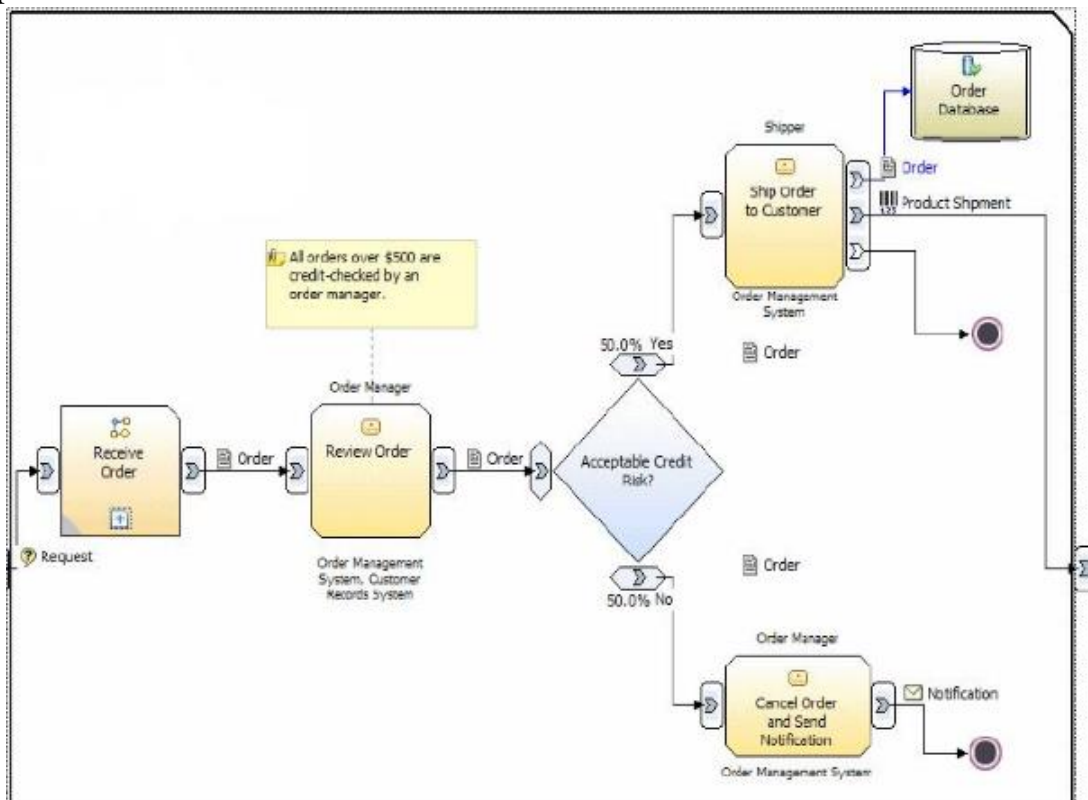 Order
Database
Shipper
Order
Ship Order
to Customer
Product Shpment
123
All orders over $500 are
credit-checked by an
order manager.
Order Management
System
50.0% Yes
Order
Order Manager
Receive
Order
Order
Review Order
Order
Acceptable Credit
Risk?
Request
Order Management
System, Customer
Records System
Order
50.0% No
Order Manager
Cancel Order
and Send
Notification
Notification
Order Management System